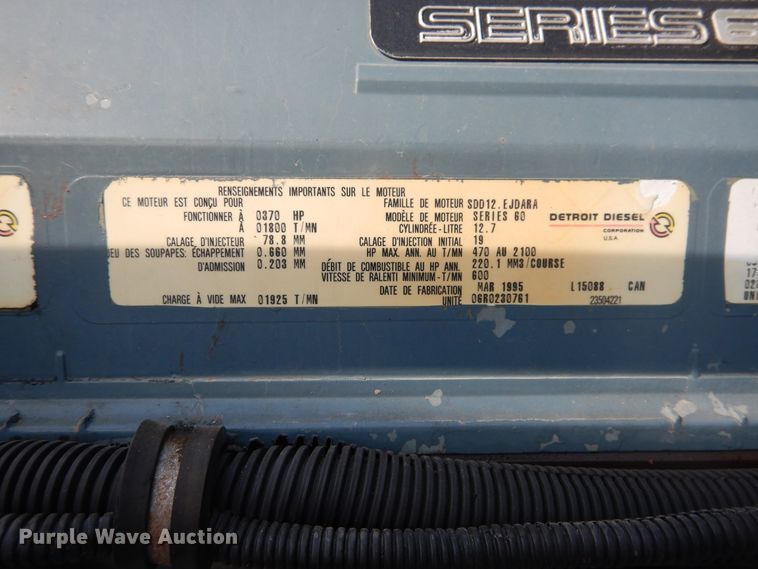 SERIES
RENSEIGNEMENTS IMPORTANTS SUR LE MOTEUR
CE MOTEUR EST CONÇU POUR
FONCTIONNER À 0370 HP
À 01800 T/MN
CALAGE D'INJECTEUR 78.8 MM
JEU DES SOUPAPES: ÉCHAPPEMENT 0.660 MM
D'ADMISSION 0.203 MM
CHARGE À VIDE MAX 01925 T/MN
FAMILLE DE MOTEUR SDD12.EJDARA
MODÈLE DE MOTEUR SERIES 60
CYLINDRÉE-LITRE 12.7
CALAGE D'INJECTION INITIAL 19
HP MAX. ANN. AU T/MN 470 AU 2100
DÉBIT DE COMBUSTIBLE AU HP ANN. 220.1 MM3/COURSE
VITESSE DE RALENTI MINIMUM-T/MN 600
DATE DE FABRICATION MAR 1995 L15088 CAN
UNITÉ 06R0230761 23504221
DETROIT DIESEL
CORPORATION
U.S.A.
17
02
UNI
Purple Wave Auction